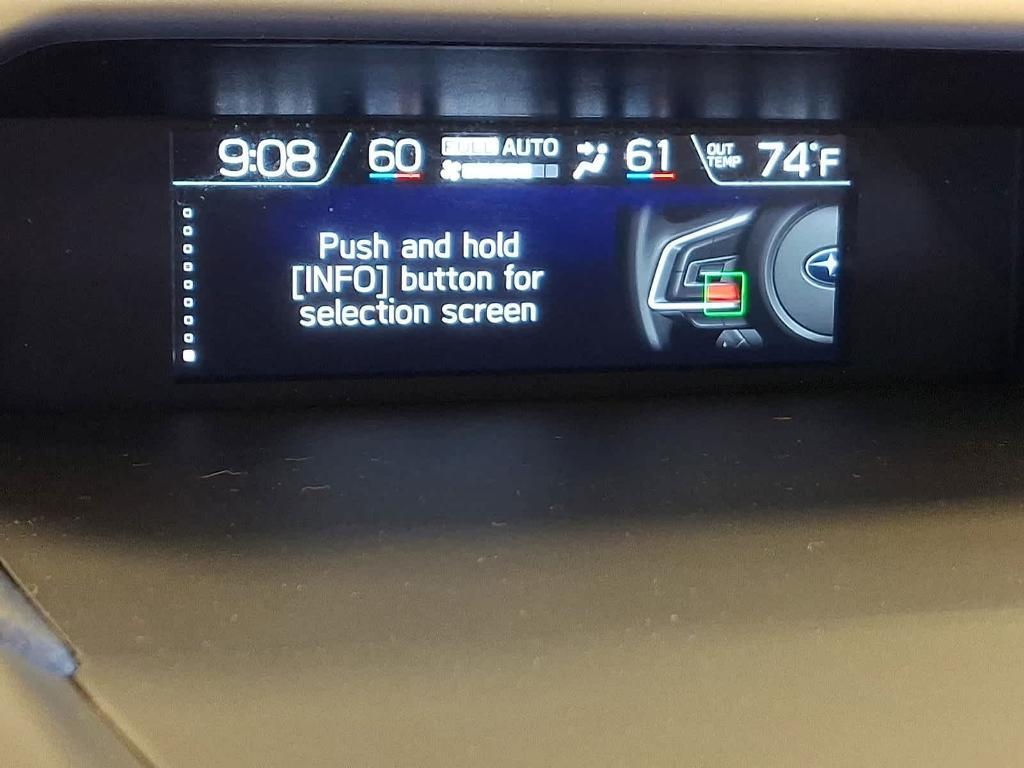 9:08 60 FULL AUTO 61 OUT TEMP 74°F
Push and hold
[INFO] button for
selection screen